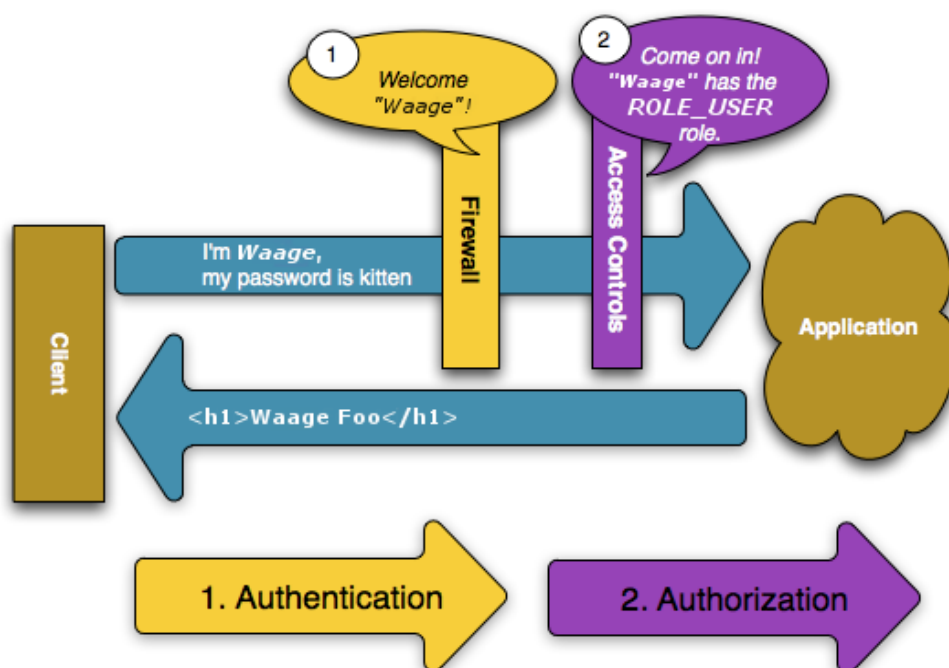 1
Welcome
"Waage"!
2
Come on in!
"Waage" has the
ROLE_USER
role.
Firewall
Access Controls
Client
I'm Waage,
my password is kitten
Application
<h1>Waage Foo</h1>
1. Authentication
2. Authorization